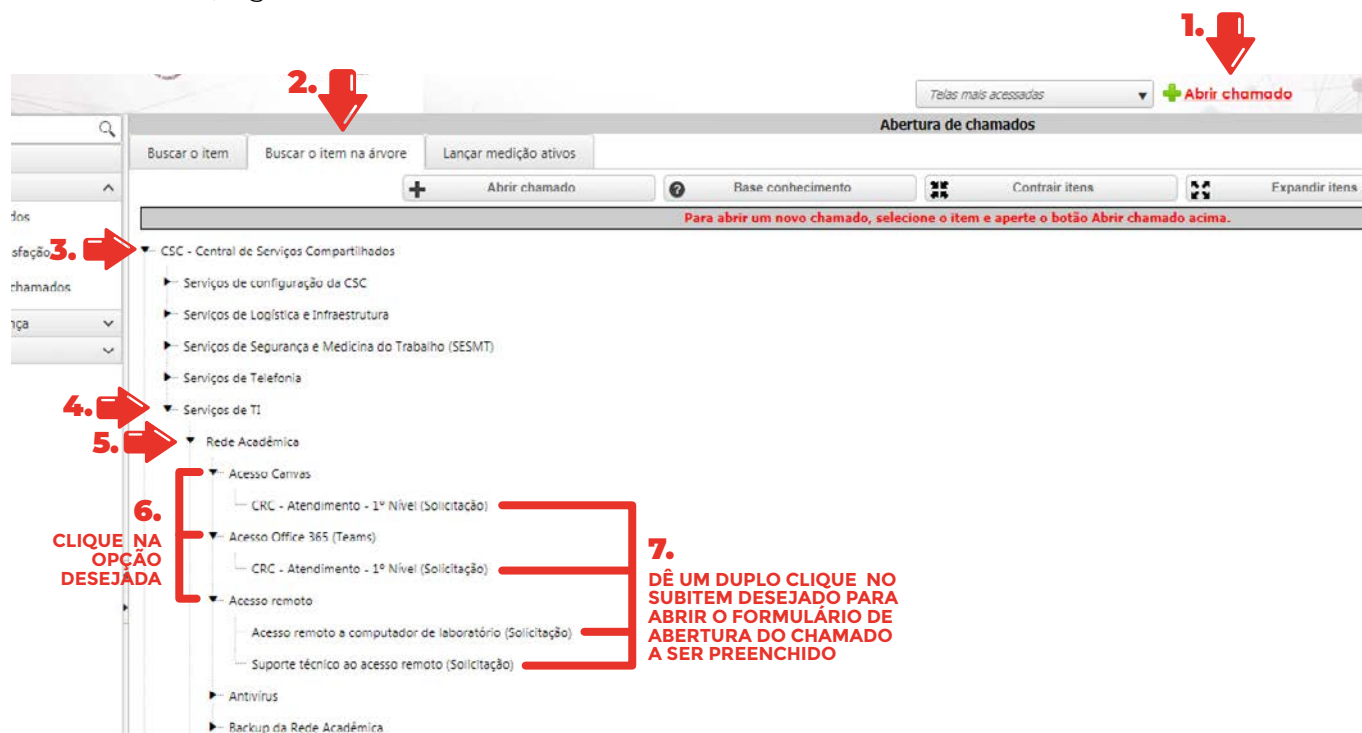 1.
2.
Telas mais acessadas
Abrir chamado
Abertura de chamados
Buscar o item
Buscar o item na árvore
Lançar medição ativos
Abrir chamado
Base conhecimento
Contrair itens
Expandir itens
Para abrir um novo chamado, selecione o item e aperte o botão Abrir chamado acima.
3.
CSC - Central de Serviços Compartilhados
chamados
Serviços de configuração da CSC
Serviços de Logística e Infraestrutura
Serviços de Segurança e Medicina do Trabalho (SESMT)
Serviços de Telefonia
4.
Serviços de TI
5.
Rede Acadêmica
6.
CLIQUE NA
OPÇÃO
DESEJADA
Acesso Canvas
CRC - Atendimento - 1º Nível (Solicitação)
Acesso Office 365 (Teams)
CRC - Atendimento - 1º Nível (Solicitação)
Acesso remoto
Acesso remoto a computador de laboratório (Solicitação)
Suporte técnico ao acesso remoto (Solicitação)
Antivírus
Backup da Rede Acadêmica
7.
DÊ UM DUPLO CLIQUE NO
SUBITEM DESEJADO PARA
ABRIR O FORMULÁRIO DE
ABERTURA DO CHAMADO
A SER PREENCHIDO